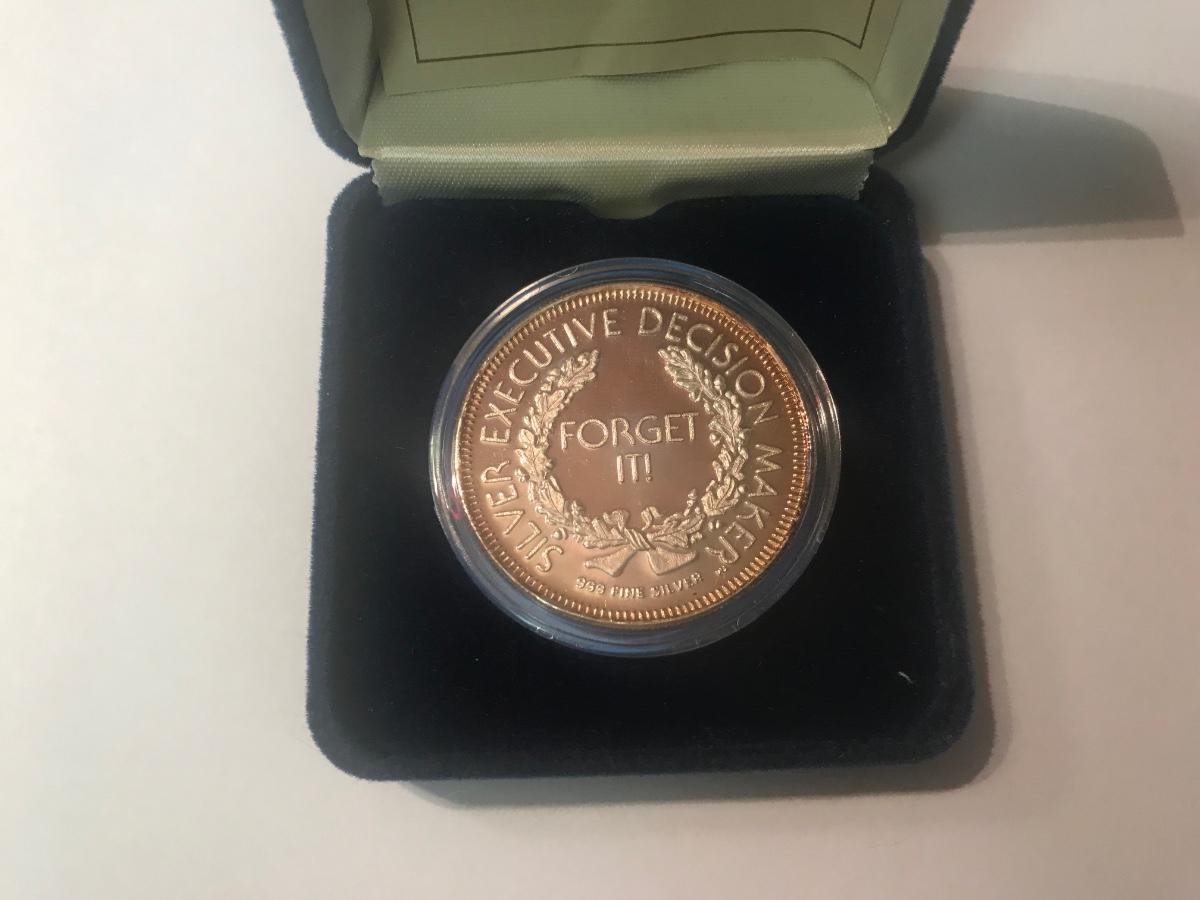 SILVER EXECUTIVE DECISION MAKER
FORGET
IT!
999 FINE SILVER